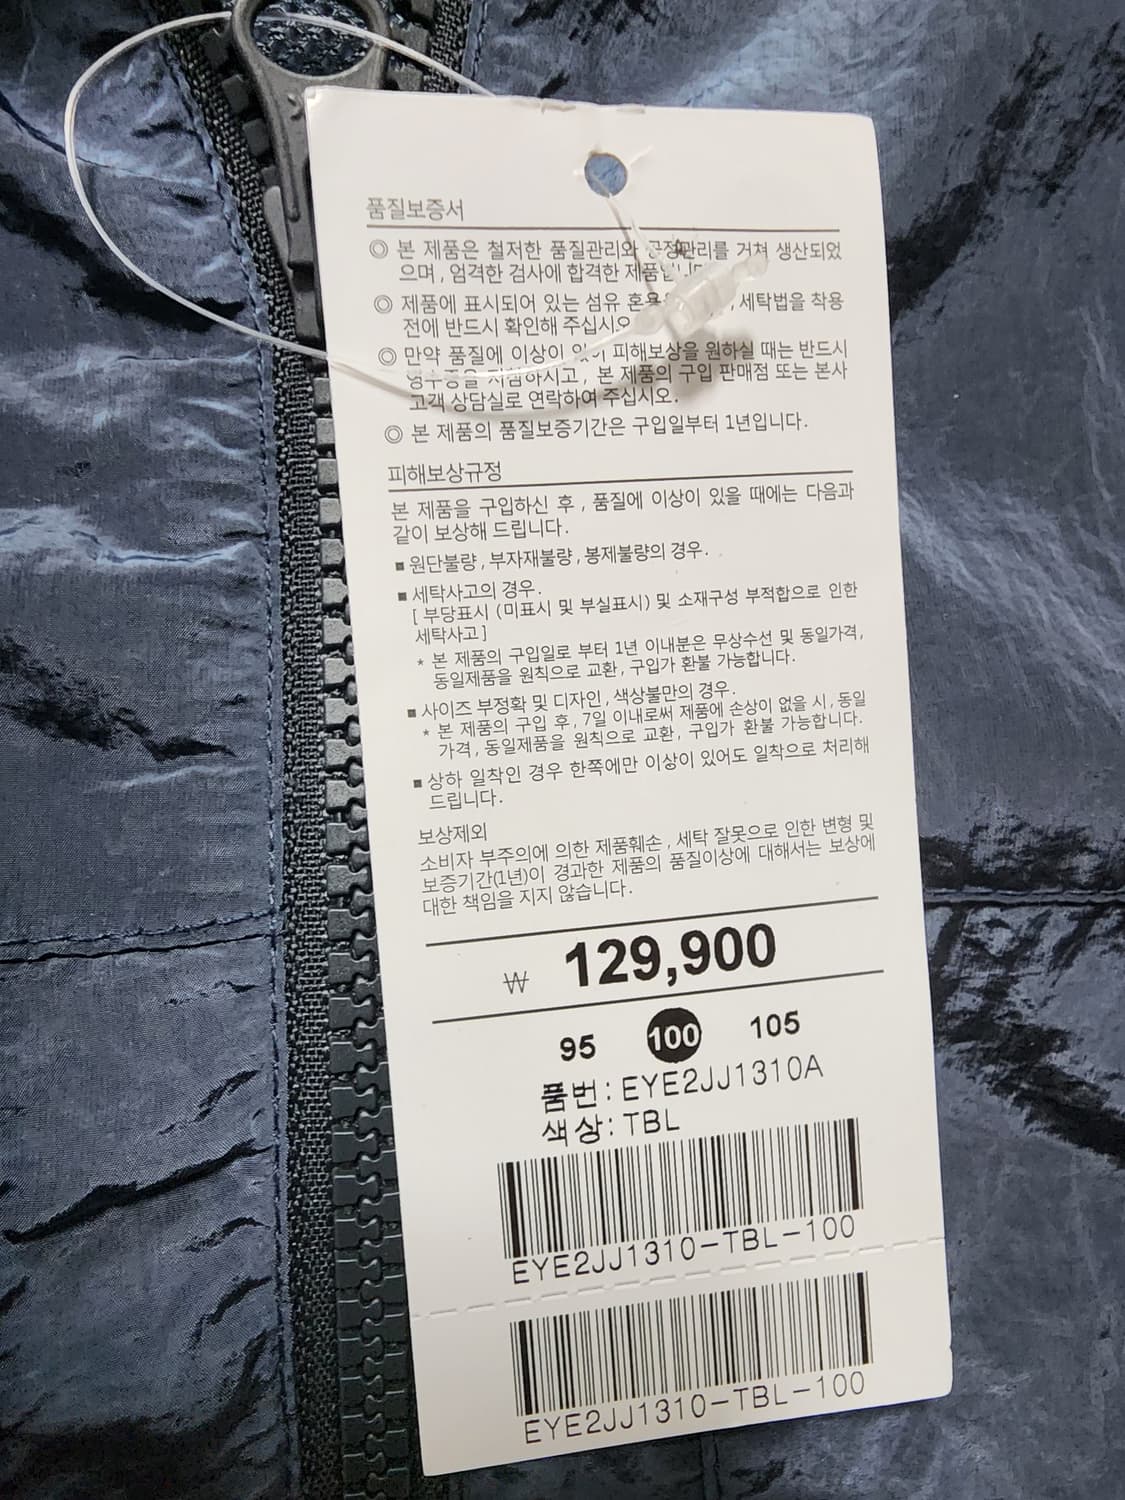 품질보증서
◎ 본 제품은 철저한 품질관리와 공정관리를 거쳐 생산되었
으며, 엄격한 검사에 합격한 제품입니다
◎ 제품에 표시되어 있는 섬유 혼용 , 세탁법을 착용
전에 반드시 확인해 주십시오
◎ 만약 품질에 이상이 있어 피해보상을 원하실 때는 반드시
영수증을 지참하시고, 본 제품의 구입 판매점 또는 본사
고객 상담실로 연락하여 주십시오.
◎ 본 제품의 품질보증기간은 구입일부터 1년입니다.
피해보상규정
본 제품을 구입하신 후, 품질에 이상이 있을 때에는 다음과
같이 보상해 드립니다.
■ 원단불량, 부자재불량, 봉제불량의 경우.
■ 세탁사고의 경우.
[ 부당표시 (미표시 및 부실표시) 및 소재구성 부적합으로 인한
세탁사고 ]
* 본 제품의 구입일로 부터 1년 이내분은 무상수선 및 동일가격,
동일제품을 원칙으로 교환, 구입가 환불 가능합니다.
■ 사이즈 부정확 및 디자인, 색상불만의 경우.
* 본 제품의 구입 후, 7일 이내로써 제품에 손상이 없을 시, 동일
가격, 동일제품을 원칙으로 교환, 구입가 환불 가능합니다.
■ 상하 일착인 경우 한쪽에만 이상이 있어도 일착으로 처리해
드립니다.
보상제외
소비자 부주의에 의한 제품훼손, 세탁 잘못으로 인한 변형 및
보증기간(1년)이 경과한 제품의 품질이상에 대해서는 보상에
대한 책임을 지지 않습니다.
₩ 129,900
95 100 105
품번: EYE2JJ1310A
색상: TBL
EYE2JJ1310-TBL-100
EYE2JJ1310-TBL-100